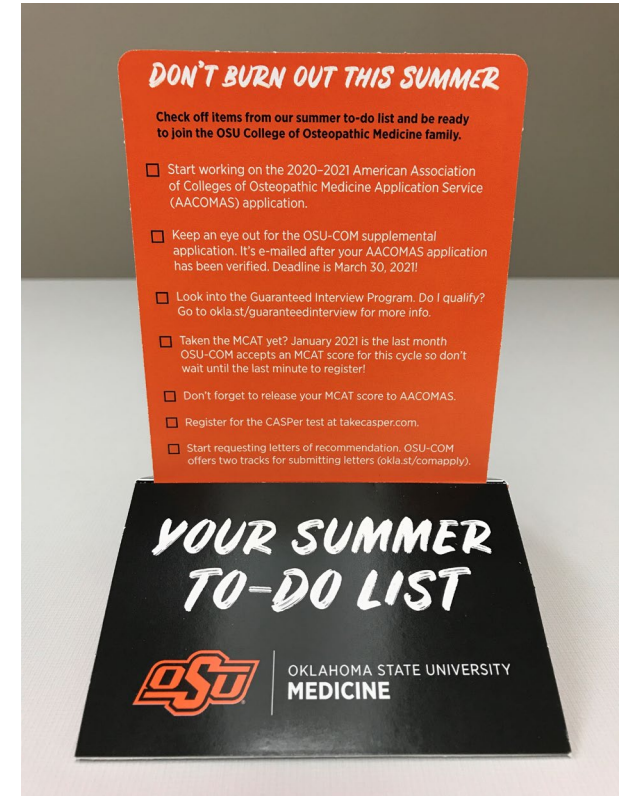 DON'T BURN OUT THIS SUMMER
Check off items from our summer to-do list and be ready
to join the OSU College of Osteopathic Medicine family.
Start working on the 2020–2021 American Association
of Colleges of Osteopathic Medicine Application Service
(AACOMAS) application.
Keep an eye out for the OSU-COM supplemental
application. It's e-mailed after your AACOMAS application
has been verified. Deadline is March 30, 2021!
Look into the Guaranteed Interview Program. Do I qualify?
Go to okla.st/guaranteedinterview for more info.
Taken the MCAT yet? January 2021 is the last month
OSU-COM accepts an MCAT score for this cycle so don't
wait until the last minute to register!
Don't forget to release your MCAT score to AACOMAS.
Register for the CASPer test at takecasper.com.
Start requesting letters of recommendation. OSU-COM
offers two tracks for submitting letters (okla.st/comapply).
YOUR SUMMER
TO-DO LIST
OSU
OKLAHOMA STATE UNIVERSITY
MEDICINE